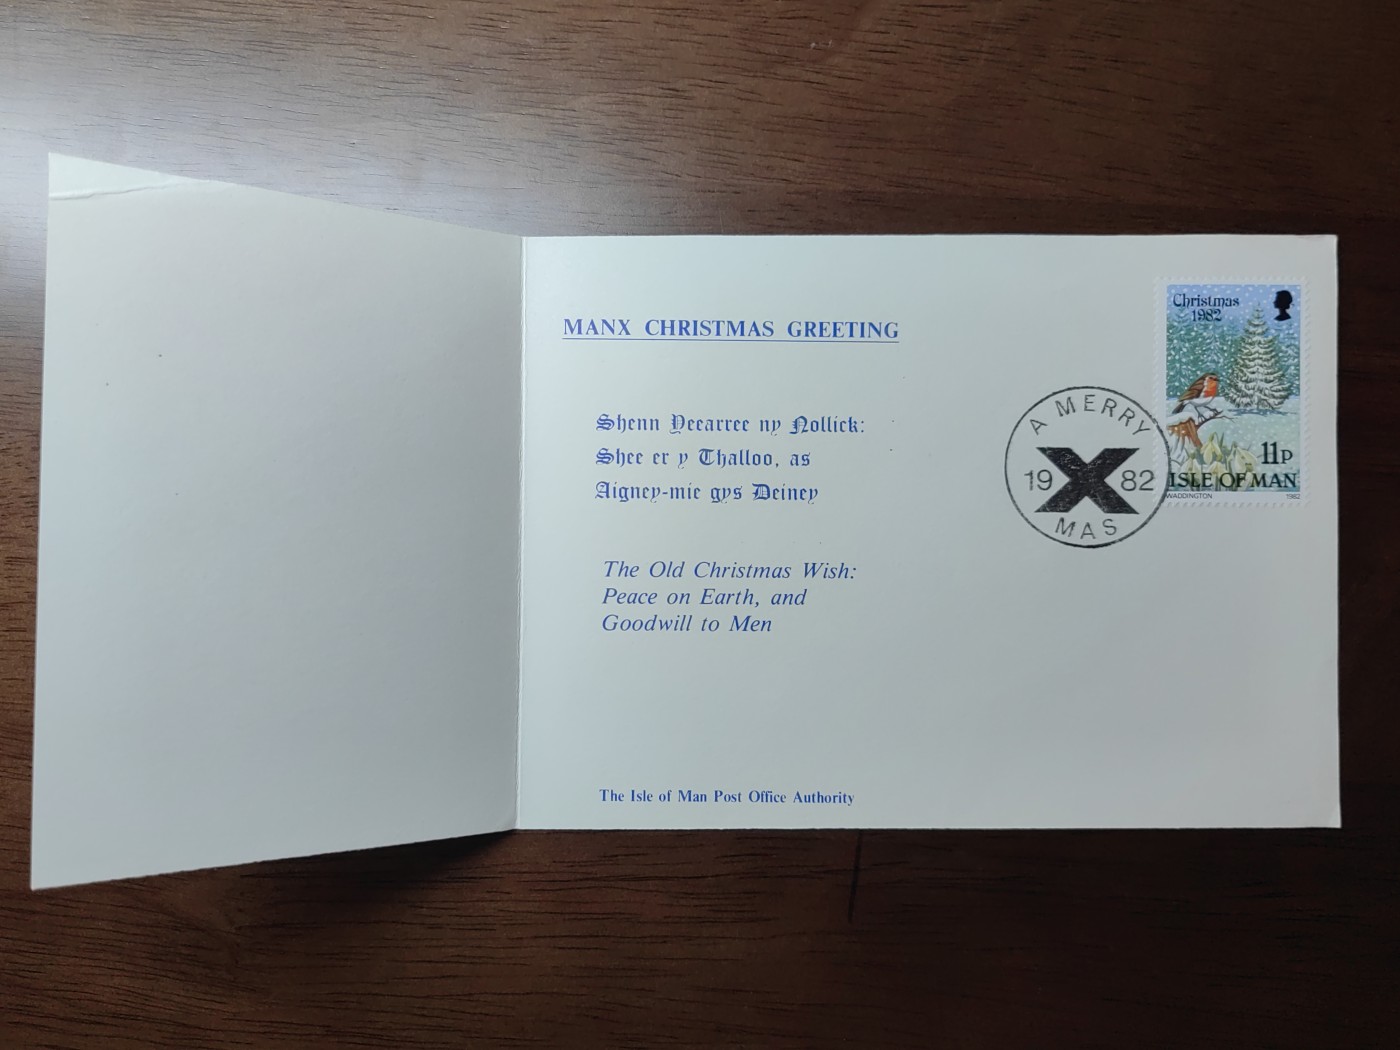 MANX CHRISTMAS GREETING
Shenn Yeearree ny Nollick:
Shee er y Thalloo, as
Aigney-mie gys Deiney
The Old Christmas Wish:
Peace on Earth, and
Goodwill to Men
The Isle of Man Post Office Authority
A MERRY
19 X 82
MAS
Christmas
1982
11P
ISLE OF MAN
WADDINGTON 1982